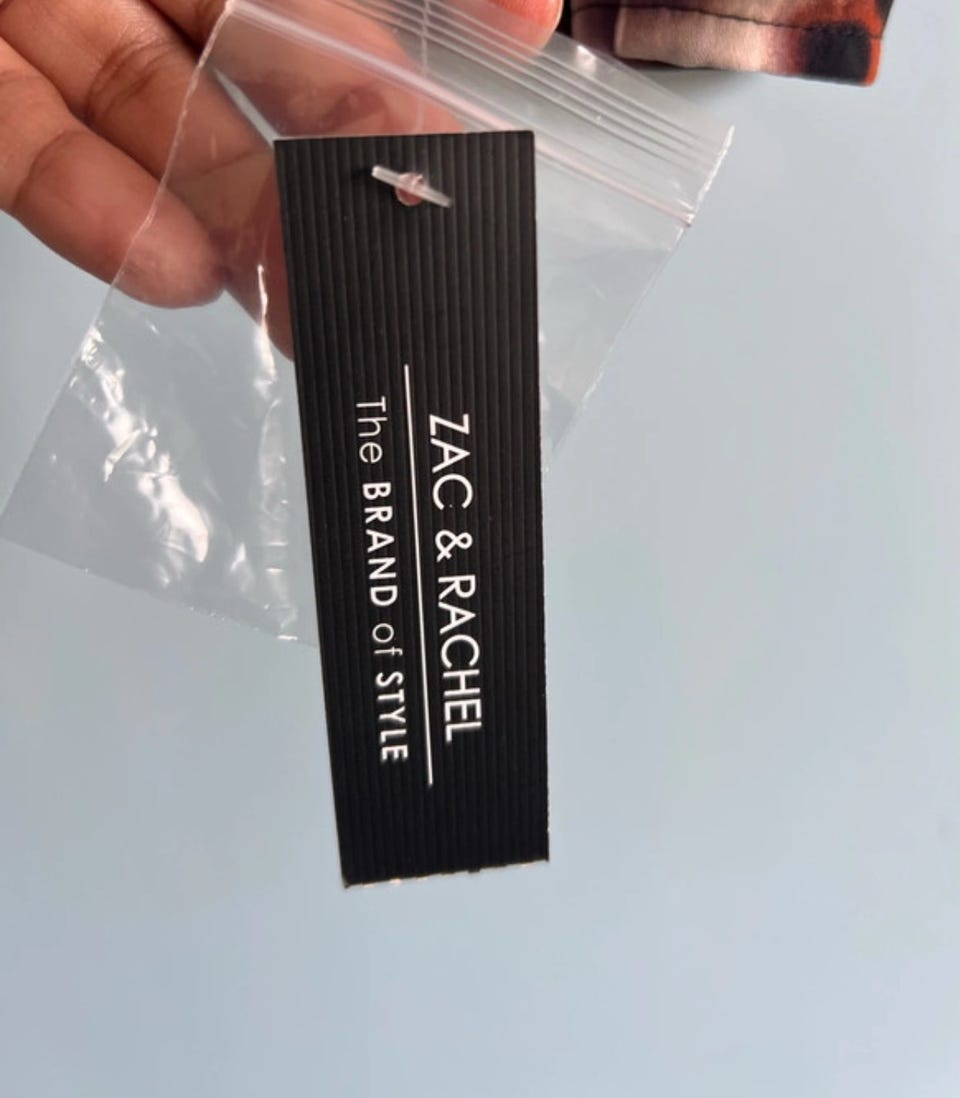 ZAC & RACHEL
The BRAND of STYLE